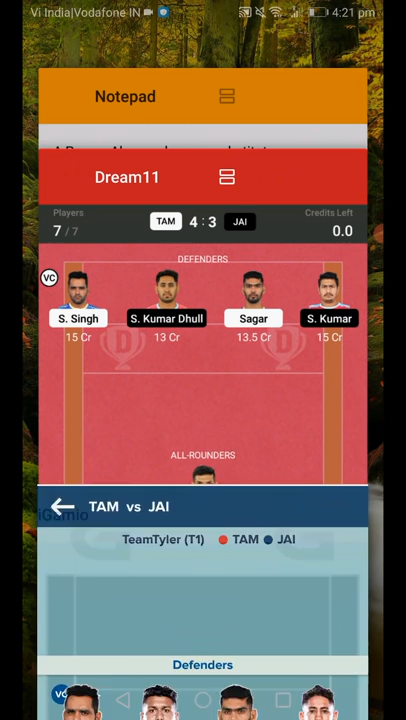 Vi India|Vodafone IN
4:21 pm
Notepad
Dream11
Players
7 / 7
TAM 4 : 3 JAI
Credits Left
0.0
DEFENDERS
VC
S. Singh
S. Kumar Dhull
Sagar
S. Kumar
15 Cr
13 Cr
13.5 Cr
15 Cr
ALL-ROUNDERS
TAM vs JAI
TeamTyler (T1) TAM JAI
Defenders
VC